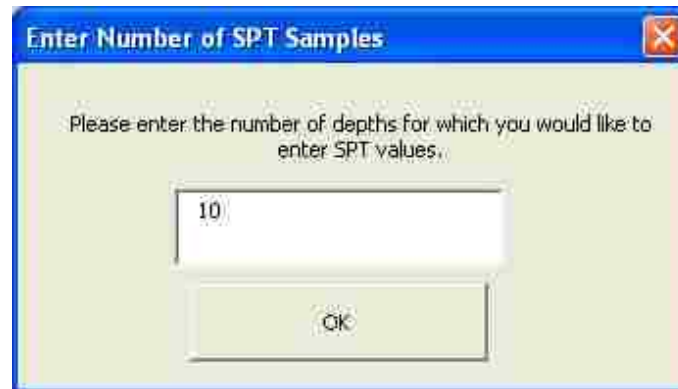 Enter Number of SPT Samples
Please enter the number of depths for which you would like to
enter SPT values.
10
OK